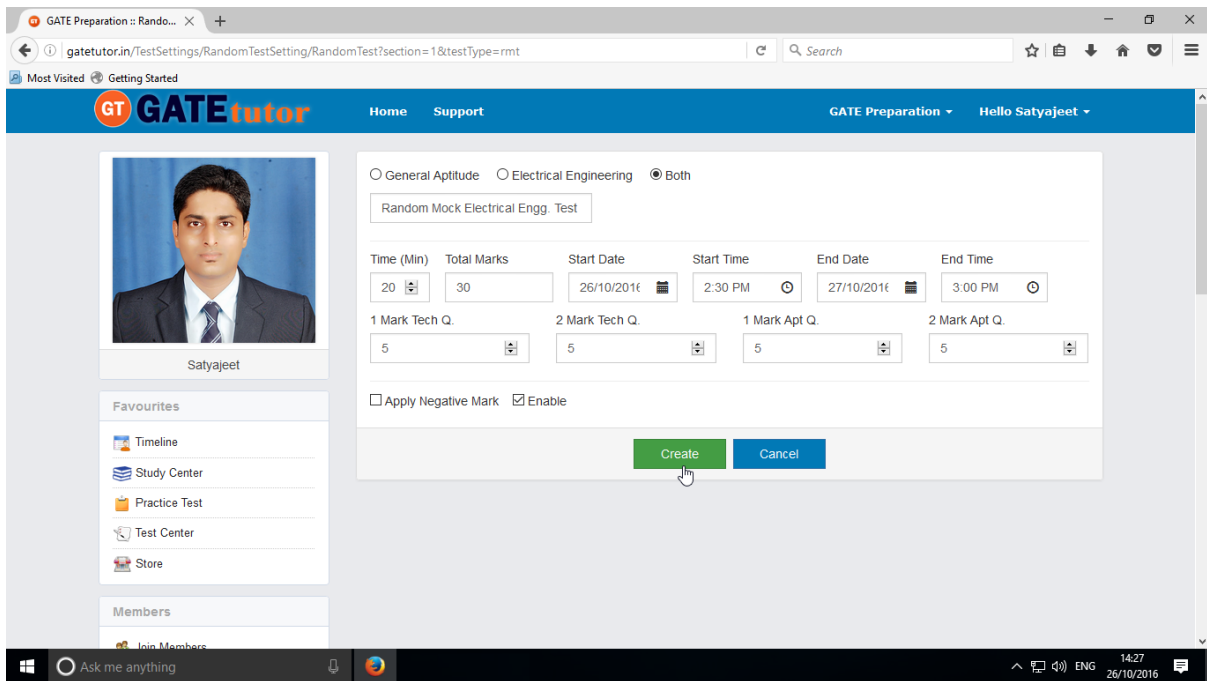 GATE Preparation :: Rando...
gatetutor.in/TestSettings/RandomTestSetting/RandomTest?section=1&testType=rmt
Search
Most Visited Getting Started
GT GATEtutor Home Support GATE Preparation Hello Satyajeet
General Aptitude Electrical Engineering Both
Random Mock Electrical Engg. Test
Time (Min) Total Marks Start Date Start Time End Date End Time
20 30 26/10/2016 2:30 PM 27/10/2016 3:00 PM
1 Mark Tech Q. 2 Mark Tech Q. 1 Mark Apt Q. 2 Mark Apt Q.
5 5 5 5
Apply Negative Mark Enable
Create Cancel
Satyajeet
Favourites
Timeline
Study Center
Practice Test
Test Center
Store
Members
Join Members
Ask me anything
ENG
14:27
26/10/2016